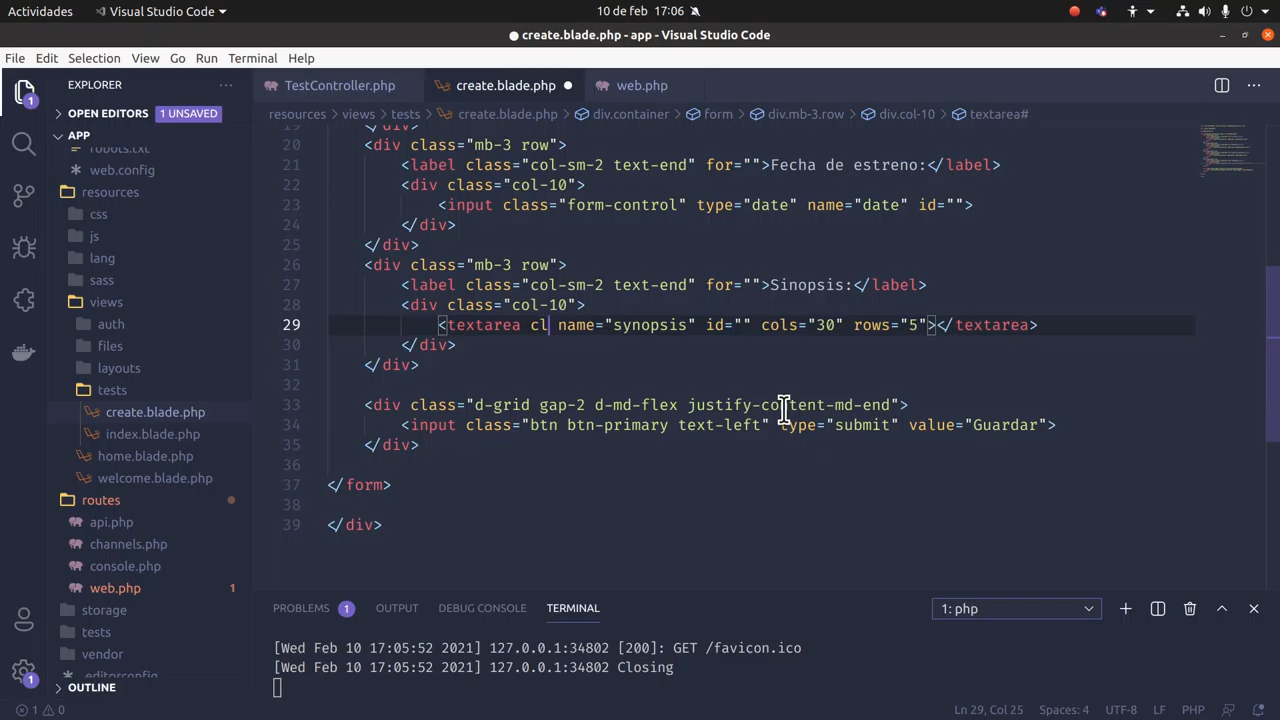 Actividades
Visual Studio Code
10 de feb 17:06
create.blade.php - app - Visual Studio Code
File Edit Selection View Go Run Terminal Help
EXPLORER
TestController.php
create.blade.php
web.php
OPEN EDITORS 1 UNSAVED
resources > views > tests > create.blade.php > div.container > form > div.mb-3.row > div.col-10 > textarea#
APP
robots.txt
web.config
resources
css
js
lang
sass
views
auth
files
layouts
tests
create.blade.php
index.blade.php
home.blade.php
welcome.blade.php
routes
api.php
channels.php
console.php
web.php 1
storage
tests
vendor
.editorconfig
OUTLINE
1
1
19 </div>
20 <div class="mb-3 row">
21 <label class="col-sm-2 text-end" for="">Fecha de estreno:</label>
22 <div class="col-10">
23 <input class="form-control" type="date" name="date" id="">
24 </div>
25 </div>
26 <div class="mb-3 row">
27 <label class="col-sm-2 text-end" for="">Sinopsis:</label>
28 <div class="col-10">
29 <textarea cl name="synopsis" id="" cols="30" rows="5"></textarea>
30 </div>
31 </div>
32
33 <div class="d-grid gap-2 d-md-flex justify-content-md-end">
34 <input class="btn btn-primary text-left" type="submit" value="Guardar">
35 </div>
36
37 </form>
38
39 </div>
PROBLEMS 1 OUTPUT DEBUG CONSOLE TERMINAL
1: php
[Wed Feb 10 17:05:52 2021] 127.0.0.1:34802 [200]: GET /favicon.ico
[Wed Feb 10 17:05:52 2021] 127.0.0.1:34802 Closing
1 0
Ln 29, Col 25 Spaces: 4 UTF-8 LF PHP